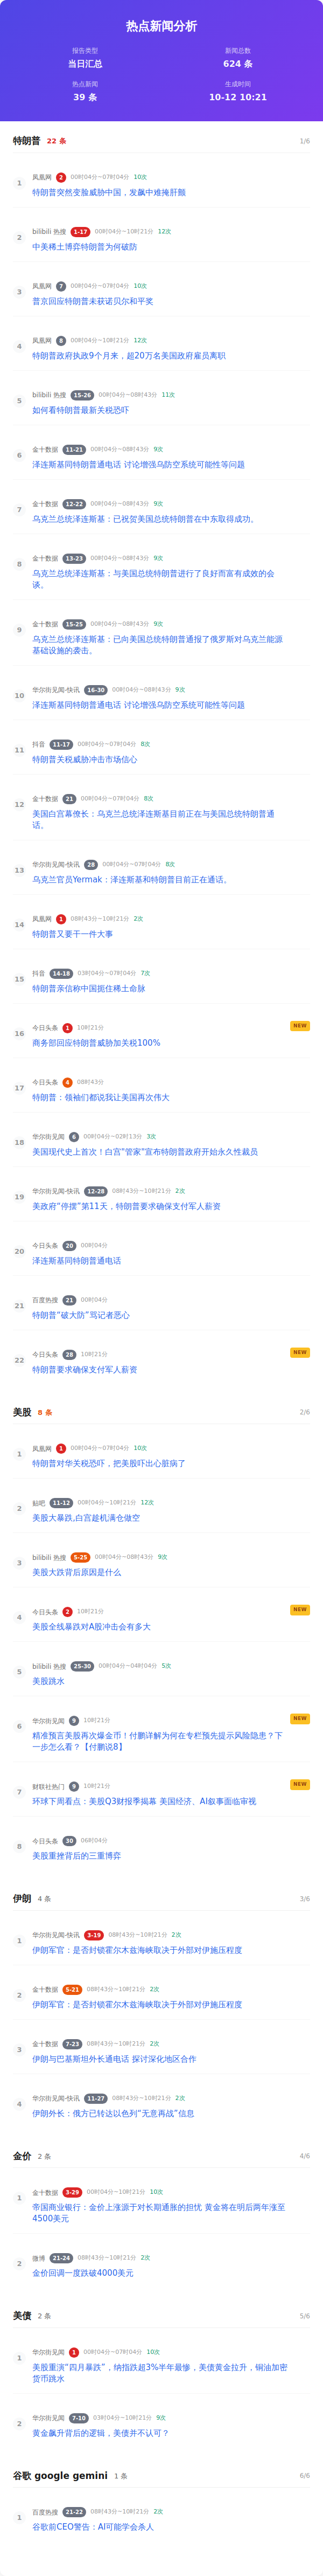 热点新闻分析
报告类型
当日汇总
新闻总数
624 条
热点新闻
39 条
生成时间
10-12 10:21
特朗普 22 条 1/6
1 凤凰网 2 00时04分~07时04分 10次
特朗普突然变脸威胁中国，发飙中难掩肝颤
2 bilibili 热搜 1-17 00时04分~10时21分 12次
中美稀土博弈特朗普为何破防
3 凤凰网 7 00时04分~07时04分 10次
普京回应特朗普未获诺贝尔和平奖
4 凤凰网 8 00时04分~10时21分 12次
特朗普政府执政9个月来，超20万名美国政府雇员离职
5 bilibili 热搜 15-26 00时04分~08时43分 11次
如何看特朗普最新关税恐吓
6 金十数据 11-21 00时04分~08时43分 9次
泽连斯基同特朗普通电话 讨论增强乌防空系统可能性等问题
7 金十数据 12-22 00时04分~08时43分 9次
乌克兰总统泽连斯基：已祝贺美国总统特朗普在中东取得成功。
8 金十数据 13-23 00时04分~08时43分 9次
乌克兰总统泽连斯基：与美国总统特朗普进行了良好而富有成效的会
谈。
9 金十数据 15-25 00时04分~08时43分 9次
乌克兰总统泽连斯基：已向美国总统特朗普通报了俄罗斯对乌克兰能源
基础设施的袭击。
10 华尔街见闻-快讯 16-30 00时04分~08时43分 9次
泽连斯基同特朗普通电话 讨论增强乌防空系统可能性等问题
11 抖音 11-17 00时04分~07时04分 8次
特朗普关税威胁冲击市场信心
12 金十数据 21 00时04分~07时04分 8次
美国白宫幕僚长：乌克兰总统泽连斯基目前正在与美国总统特朗普通
话。
13 华尔街见闻-快讯 28 00时04分~07时04分 8次
乌克兰官员Yermak：泽连斯基和特朗普目前正在通话。
14 凤凰网 1 08时43分~10时21分 2次
特朗普又要干一件大事
15 抖音 14-18 03时04分~07时04分 7次
特朗普亲信称中国扼住稀土命脉
16 今日头条 1 10时21分 NEW
商务部回应特朗普威胁加关税100%
17 今日头条 4 08时43分
特朗普：领袖们都说我让美国再次伟大
18 华尔街见闻 6 00时04分~02时13分 3次
美国现代史上首次！白宫"管家"宣布特朗普政府开始永久性裁员
19 华尔街见闻-快讯 12-28 08时43分~10时21分 2次
美政府“停摆”第11天，特朗普要求确保支付军人薪资
20 今日头条 20 00时04分
泽连斯基同特朗普通电话
21 百度热搜 21 00时04分
特朗普“破大防”骂记者恶心
22 今日头条 28 10时21分 NEW
特朗普要求确保支付军人薪资
美股 8 条 2/6
1 凤凰网 1 00时04分~07时04分 10次
特朗普对华关税恐吓，把美股吓出心脏病了
2 贴吧 11-12 00时04分~10时21分 12次
美股大暴跌,白宫趁机满仓做空
3 bilibili 热搜 5-25 00时04分~08时43分 9次
美股大跌背后原因是什么
4 今日头条 2 10时21分 NEW
美股全线暴跌对A股冲击会有多大
5 bilibili 热搜 25-30 00时04分~04时04分 5次
美股跳水
6 华尔街见闻 9 10时21分 NEW
精准预言美股再次爆金币！付鹏详解为何在专栏预先提示风险隐患？下
一步怎么看？【付鹏说8】
7 财联社热门 9 10时21分 NEW
环球下周看点：美股Q3财报季揭幕 美国经济、AI叙事面临审视
8 今日头条 30 06时04分
美股重挫背后的三重博弈
伊朗 4 条 3/6
1 华尔街见闻-快讯 3-19 08时43分~10时21分 2次
伊朗军官：是否封锁霍尔木兹海峡取决于外部对伊施压程度
2 金十数据 5-21 08时43分~10时21分 2次
伊朗军官：是否封锁霍尔木兹海峡取决于外部对伊施压程度
3 金十数据 7-23 08时43分~10时21分 2次
伊朗与巴基斯坦外长通电话 探讨深化地区合作
4 华尔街见闻-快讯 11-27 08时43分~10时21分 2次
伊朗外长：俄方已转达以色列“无意再战”信息
金价 2 条 4/6
1 金十数据 3-29 00时04分~10时21分 10次
帝国商业银行：金价上涨源于对长期通胀的担忧 黄金将在明后两年涨至
4500美元
2 微博 21-24 08时43分~10时21分 2次
金价回调一度跌破4000美元
美债 2 条 5/6
1 华尔街见闻 1 00时04分~07时04分 10次
美股重演“四月暴跌”，纳指跌超3%半年最惨，美债黄金拉升，铜油加密
货币跳水
2 华尔街见闻 7-10 03时04分~10时21分 9次
黄金飙升背后的逻辑，美债并不认可？
谷歌 google gemini 1 条 6/6
1 百度热搜 21-22 08时43分~10时21分 2次
谷歌前CEO警告：AI可能学会杀人